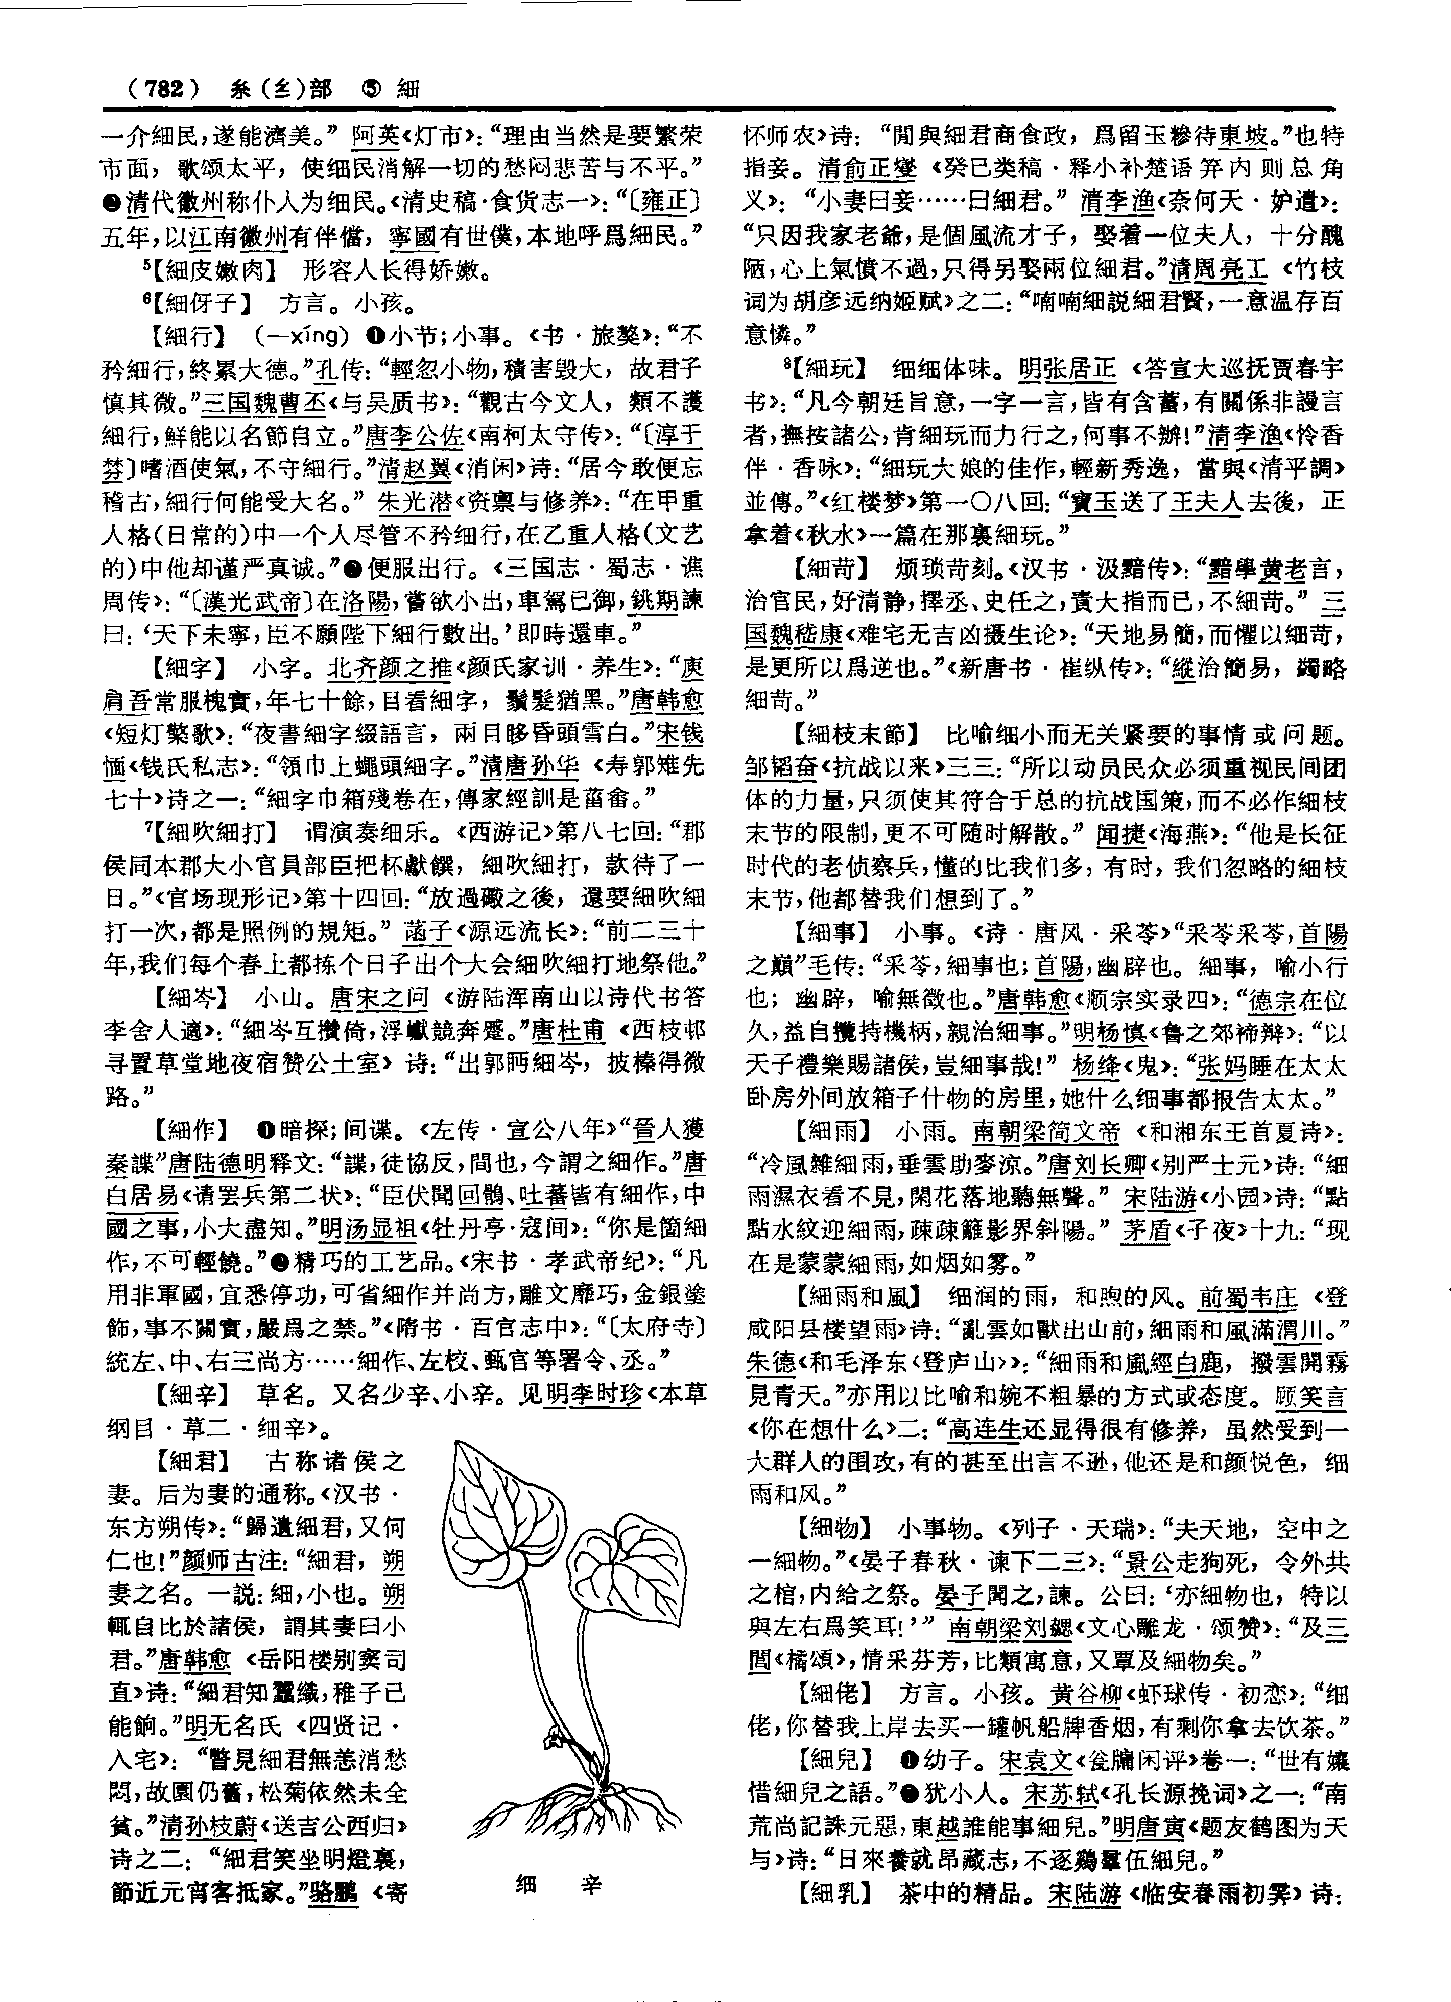 (782) 糸(纟)部 ⑤ 細
一介細民，遂能濟美。”阿英《灯市》：“理由当然是要繁荣
市面，歌颂太平，使细民消解一切的愁闷悲苦与不平。”
❷清代徽州称仆人为细民。《清史稿·食货志一》：“〔雍正〕
五年，以江南徽州有伴儅，寧國有世僕，本地呼爲細民。”
⁵【細皮嫩肉】 形容人长得娇嫩。
⁶【細伢子】 方言。小孩。
【細行】 （—xíng）❶小节；小事。《书·旅獒》：“不
矜細行，終累大德。”孔传：“輕忽小物，積害毀大，故君子
慎其微。”三国魏曹丕《与吴质书》：“觀古今文人，類不護
細行，鮮能以名節自立。”唐李公佐《南柯太守传》：“〔淳于
棼〕嗜酒使氣，不守細行。”清赵翼《消闲》诗：“居今敢便忘
稽古，細行何能受大名。”朱光潜《资禀与修养》：“在甲重
人格(日常的)中一个人尽管不矜细行，在乙重人格(文艺
的)中他却谨严真诚。”❷便服出行。《三国志·蜀志·谯
周传》：“〔漢光武帝〕在洛陽，嘗欲小出，車駕已御，銚期諫
曰：‘天下未寧，臣不願陛下細行數出。’即時還車。”
【細字】 小字。北齐颜之推《颜氏家训·养生》：“庾
肩吾常服槐實，年七十餘，目看細字，鬚髮猶黑。”唐韩愈
《短灯檠歌》：“夜書細字綴語言，兩目眵昏頭雪白。”宋钱
愐《钱氏私志》：“領巾上蠅頭細字。”清唐孙华《寿郭雉先
七十》诗之一：“細字巾箱殘卷在，傳家經訓是菑畬。”
⁷【細吹細打】 谓演奏细乐。《西游记》第八七回：“郡
侯同本郡大小官員部臣把杯獻饌，細吹細打，款待了一
日。”《官场现形记》第十四回：“放過礮之後，還要細吹細
打一次，都是照例的規矩。”菡子《源远流长》：“前二三十
年，我们每个春上都拣个日子出个大会細吹細打地祭他。”
【細岑】 小山。唐宋之问《游陆浑南山以诗代书答
李舍人適》：“細岑互攢倚，浮巘競奔蹙。”唐杜甫《西枝邨
寻置草堂地夜宿赞公土室》诗：“出郭眄細岑，披榛得微
路。”
【細作】 ❶暗探；间谍。《左传·宣公八年》“晉人獲
秦諜”唐陆德明释文：“諜，徒協反，間也，今謂之細作。”唐
白居易《请罢兵第二状》：“臣伏聞回鶻、吐蕃皆有細作，中
國之事，小大盡知。”明汤显祖《牡丹亭·寇间》：“你是箇細
作，不可輕饒。”❷精巧的工艺品。《宋书·孝武帝纪》：“凡
用非軍國，宜悉停功，可省細作并尚方，雕文靡巧，金銀塗
飾，事不關實，嚴爲之禁。”《隋书·百官志中》：“〔太府寺〕
統左、中、右三尚方……細作、左校、甄官等署令、丞。”
【細辛】 草名。又名少辛、小辛。见明李时珍《本草
纲目·草二·细辛》。
【細君】 古称诸侯之
妻。后为妻的通称。《汉书·
东方朔传》：“歸遺細君，又何
仁也！”颜师古注：“細君，朔
妻之名。一説：細，小也。朔
輒自比於諸侯，謂其妻曰小
君。”唐韩愈《岳阳楼别窦司
直》诗：“細君知蠶織，稚子已
能餉。”明无名氏《四贤记·
入宅》：“瞥見細君無恙消愁
悶，故園仍舊，松菊依然未全
貧。”清孙枝蔚《送吉公西归》
诗之二：“細君笑坐明燈裏，
節近元宵客抵家。”骆鹏《寄
细 辛
怀师农》诗：“閒與細君商食政，爲留玉糝待東坡。”也特
指妾。清俞正燮《癸巳类稿·释小补楚语笄内则总角
义》：“小妻曰妾……曰細君。”清李渔《奈何天·妒遣》：
“只因我家老爺，是個風流才子，娶着一位夫人，十分醜
陋，心上氣憤不過，只得另娶兩位細君。”清周亮工《竹枝
词为胡彦远纳姬赋》之二：“喃喃細説細君賢，一意温存百
意憐。”
⁸【細玩】 细细体味。明张居正《答宣大巡抚贾春宇
书》：“凡今朝廷旨意，一字一言，皆有含蓄，有關係非謾言
者，撫按諸公，肯細玩而力行之，何事不辦！”清李渔《怜香
伴·香咏》：“細玩大娘的佳作，輕新秀逸，當與《清平調》
並傳。”《红楼梦》第一〇八回：“寶玉送了王夫人去後，正
拿着《秋水》一篇在那裏細玩。”
【細苛】 烦琐苛刻。《汉书·汲黯传》：“黯學黄老言，
治官民，好清静，擇丞、史任之，責大指而已，不細苛。”三
国魏嵇康《难宅无吉凶摄生论》：“天地易簡，而懼以細苛，
是更所以爲逆也。”《新唐书·崔纵传》：“縱治簡易，蠲略
細苛。”
【細枝末節】 比喻细小而无关紧要的事情或问题。
邹韬奋《抗战以来》三三：“所以动员民众必须重视民间团
体的力量，只须使其符合于总的抗战国策，而不必作細枝
末节的限制，更不可随时解散。”闻捷《海燕》：“他是长征
时代的老侦察兵，懂的比我们多，有时，我们忽略的細枝
末节，他都替我们想到了。”
【細事】 小事。《诗·唐风·采苓》“采苓采苓，首陽
之巔”毛传：“采苓，細事也；首陽，幽辟也。細事，喻小行
也；幽辟，喻無徵也。”唐韩愈《顺宗实录四》：“德宗在位
久，益自攬持機柄，親治細事。”明杨慎《鲁之郊禘辩》：“以
天子禮樂賜諸侯，豈細事哉！”杨绛《鬼》：“张妈睡在太太
卧房外间放箱子什物的房里，她什么细事都报告太太。”
【細雨】 小雨。南朝梁简文帝《和湘东王首夏诗》：
“冷風雜細雨，垂雲助麥涼。”唐刘长卿《别严士元》诗：“細
雨濕衣看不見，閑花落地聽無聲。”宋陆游《小园》诗：“點
點水紋迎細雨，疎疎籬影界斜陽。”茅盾《子夜》十九：“现
在是蒙蒙細雨，如烟如雾。”
【細雨和風】 细润的雨，和煦的风。前蜀韦庄《登
咸阳县楼望雨》诗：“亂雲如獸出山前，細雨和風滿渭川。”
朱德《和毛泽东〈登庐山〉》：“細雨和風經白鹿，撥雲開霧
見青天。”亦用以比喻和婉不粗暴的方式或态度。顾笑言
《你在想什么》二：“高连生还显得很有修养，虽然受到一
大群人的围攻，有的甚至出言不逊，他还是和颜悦色，细
雨和风。”
【細物】 小事物。《列子·天瑞》：“夫天地，空中之
一細物。”《晏子春秋·谏下二三》：“景公走狗死，令外共
之棺，内給之祭。晏子聞之，諫。公曰：‘亦細物也，特以
與左右爲笑耳！’”南朝梁刘勰《文心雕龙·颂赞》：“及三
閭《橘頌》，情采芬芳，比類寓意，又覃及細物矣。”
【細佬】 方言。小孩。黄谷柳《虾球传·初恋》：“细
佬，你替我上岸去买一罐帆船牌香烟，有剩你拿去饮茶。”
【細兒】 ❶幼子。宋袁文《瓮牖闲评》卷一：“世有孃
惜細兒之語。”❷犹小人。宋苏轼《孔长源挽词》之一：“南
荒尚記誅元惡，東越誰能事細兒。”明唐寅《题友鹤图为天
与》诗：“日來養就昂藏志，不逐鷄羣伍細兒。”
【細乳】 茶中的精品。宋陆游《临安春雨初霁》诗：